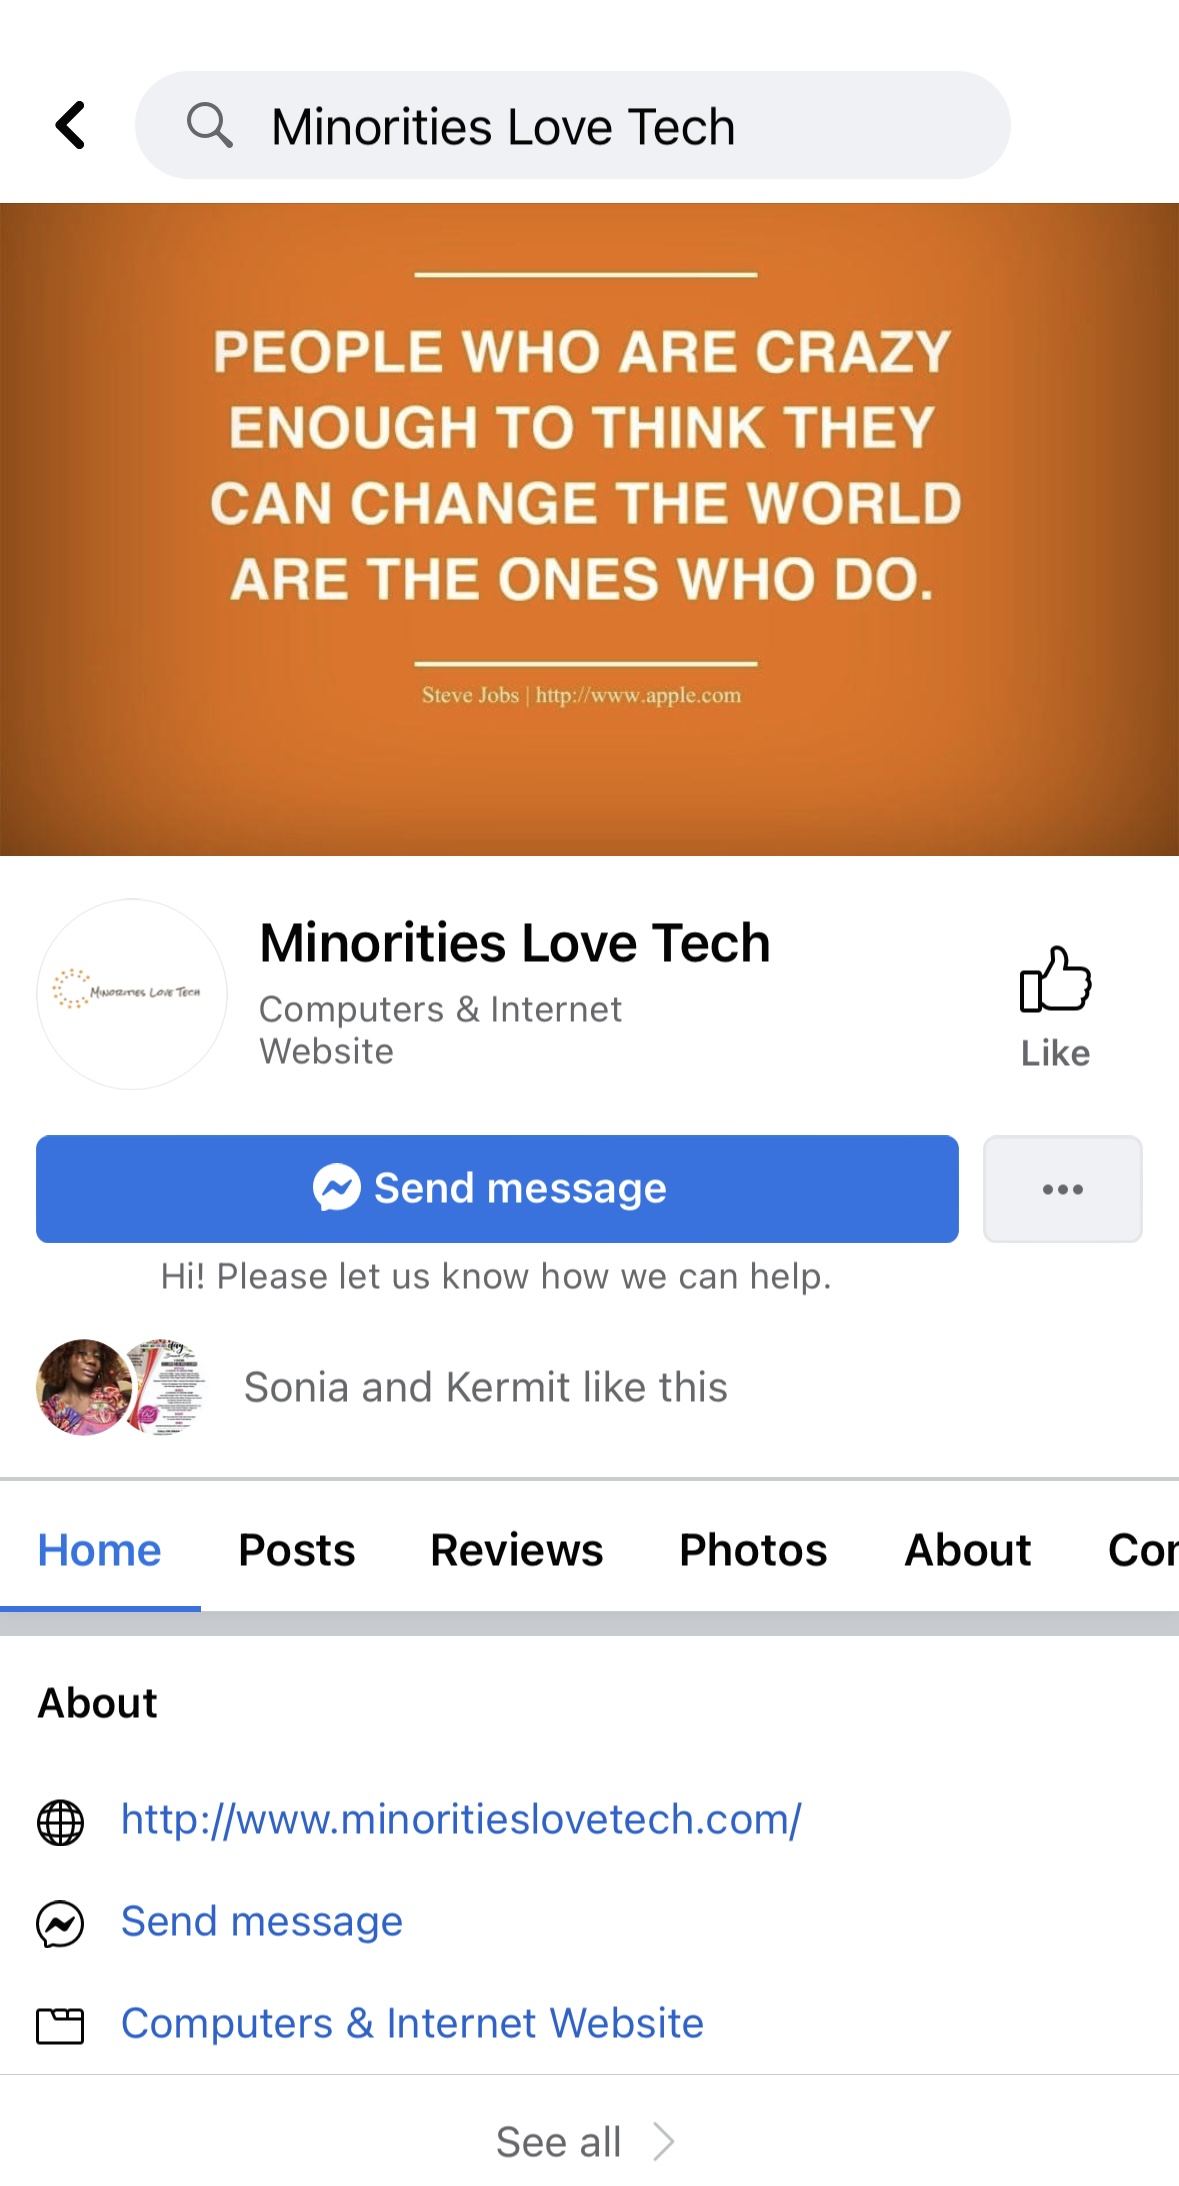 Minorities Love Tech
PEOPLE WHO ARE CRAZY
ENOUGH TO THINK THEY
CAN CHANGE THE WORLD
ARE THE ONES WHO DO.
Steve Jobs | http://www.apple.com
MINORITIES LOVE TECH
Minorities Love Tech
Computers & Internet
Website
Like
Send message
Hi! Please let us know how we can help.
day
Sonia and Kermit like this
Home Posts Reviews Photos About Cor
About
http://www.minoritieslovetech.com/
Send message
Computers & Internet Website
See all